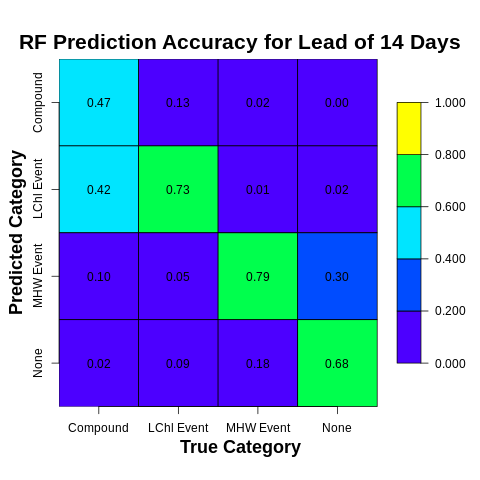 RF Prediction Accuracy for Lead of 14 Days
Predicted Category
Compound
0.47 0.13 0.02 0.00
LChl Event
0.42 0.73 0.01 0.02
MHW Event
0.10 0.05 0.79 0.30
None
0.02 0.09 0.18 0.68
1.000
0.800
0.600
0.400
0.200
0.000
Compound LChl Event MHW Event None
True Category